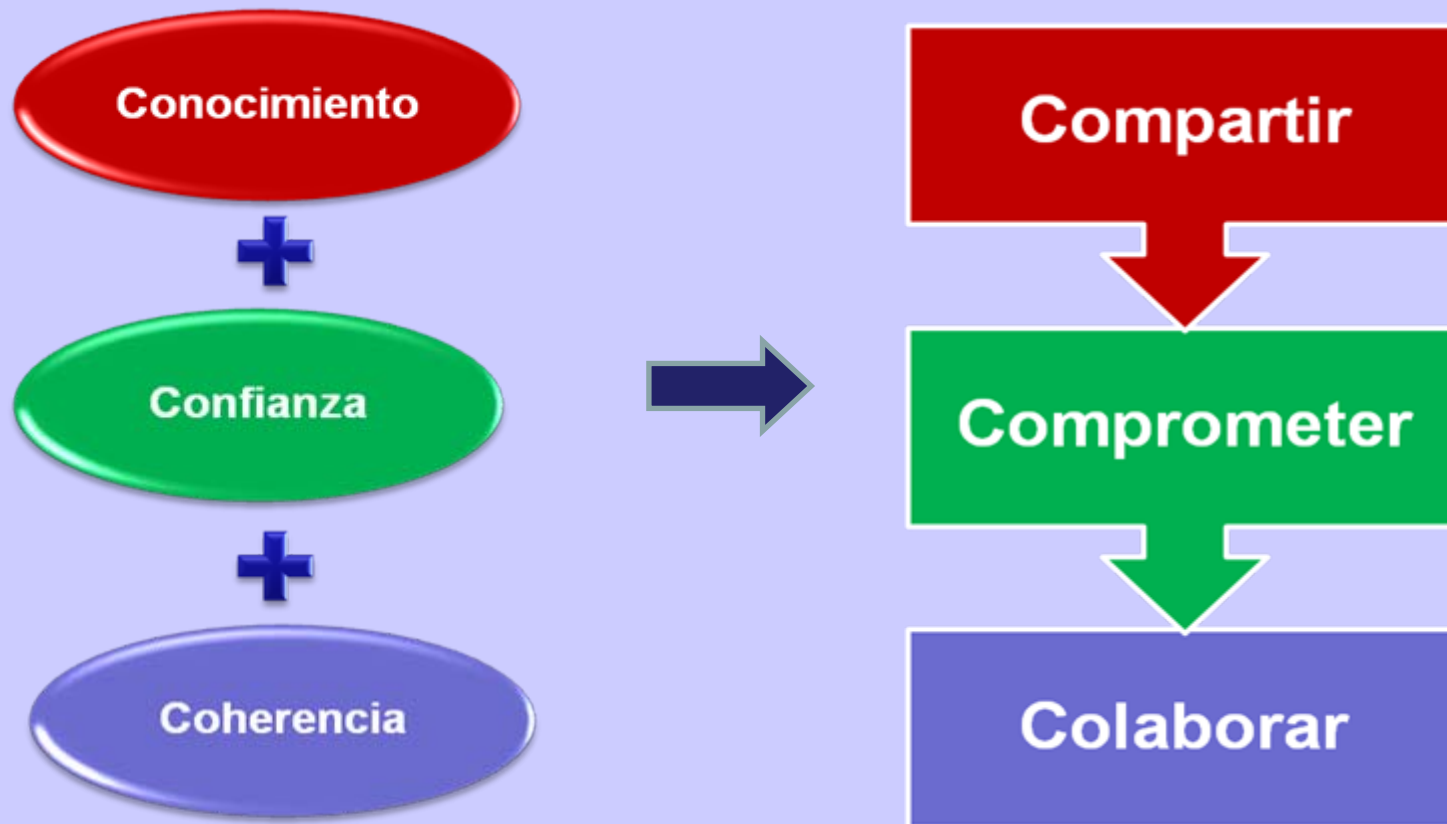 Conocimiento
Confianza
Coherencia
Compartir
Comprometer
Colaborar